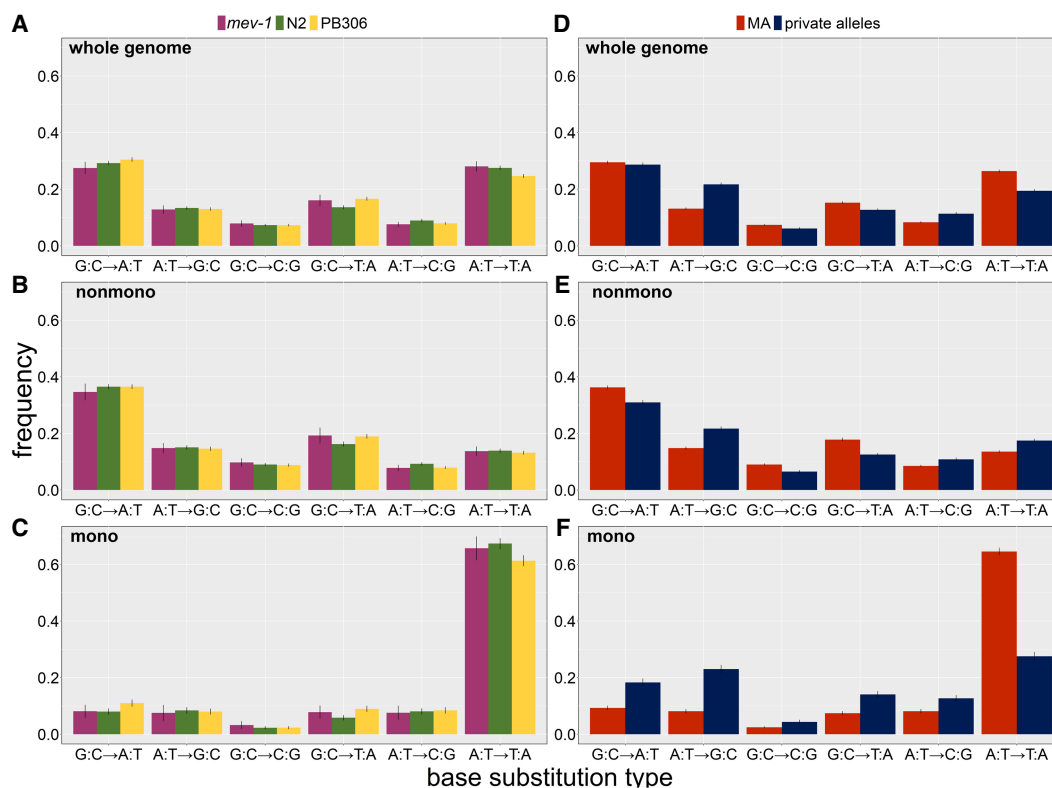 A
mev-1 N2 PB306
whole genome
0.6
0.4
0.2
0.0
G:C→A:T A:T→G:C G:C→C:G G:C→T:A A:T→C:G A:T→T:A
B
nonmono
0.6
0.4
0.2
0.0
G:C→A:T A:T→G:C G:C→C:G G:C→T:A A:T→C:G A:T→T:A
C
mono
0.6
0.4
0.2
0.0
G:C→A:T A:T→G:C G:C→C:G G:C→T:A A:T→C:G A:T→T:A
D
MA private alleles
whole genome
0.6
0.4
0.2
0.0
G:C→A:T A:T→G:C G:C→C:G G:C→T:A A:T→C:G A:T→T:A
E
nonmono
0.6
0.4
0.2
0.0
G:C→A:T A:T→G:C G:C→C:G G:C→T:A A:T→C:G A:T→T:A
F
mono
0.6
0.4
0.2
0.0
G:C→A:T A:T→G:C G:C→C:G G:C→T:A A:T→C:G A:T→T:A
frequency
base substitution type